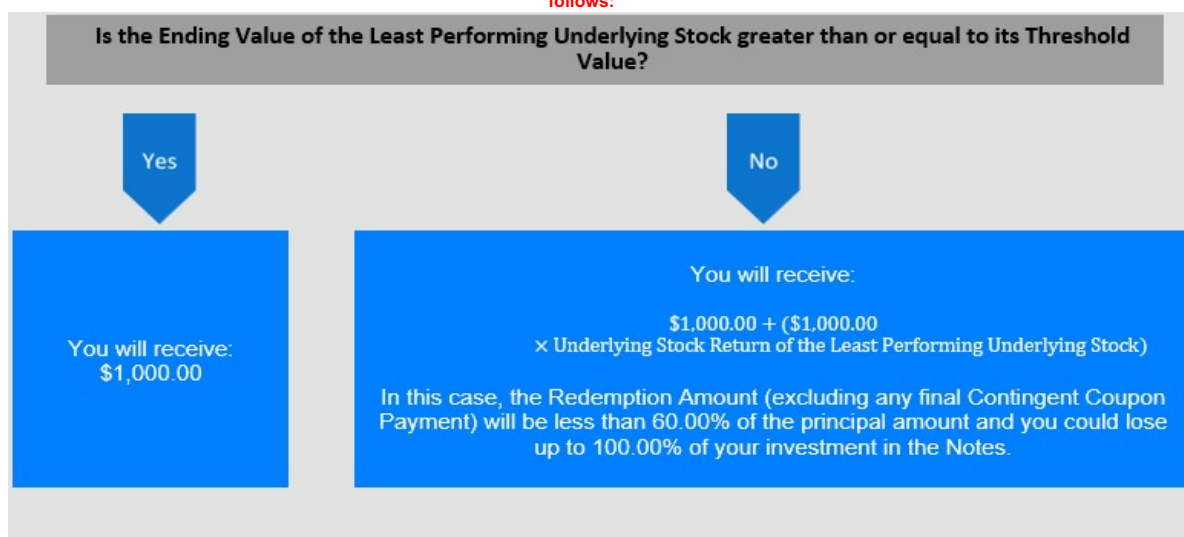 follows:
Is the Ending Value of the Least Performing Underlying Stock greater than or equal to its Threshold
Value?
Yes
No
You will receive:
$1,000.00
You will receive:
$1,000.00 + ($1,000.00
× Underlying Stock Return of the Least Performing Underlying Stock)
In this case, the Redemption Amount (excluding any final Contingent Coupon
Payment) will be less than 60.00% of the principal amount and you could lose
up to 100.00% of your investment in the Notes.